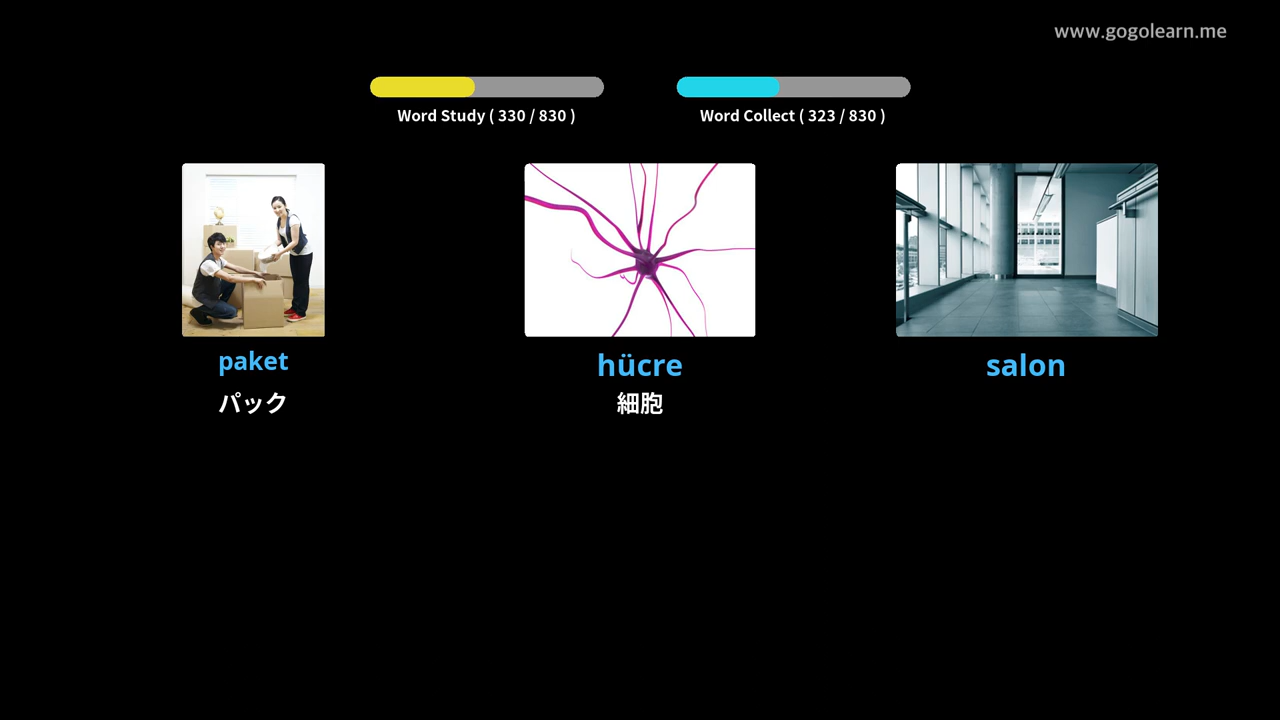 www.gogolearn.me
Word Study ( 330 / 830 )
Word Collect ( 323 / 830 )
paket
パック
hücre
細胞
salon